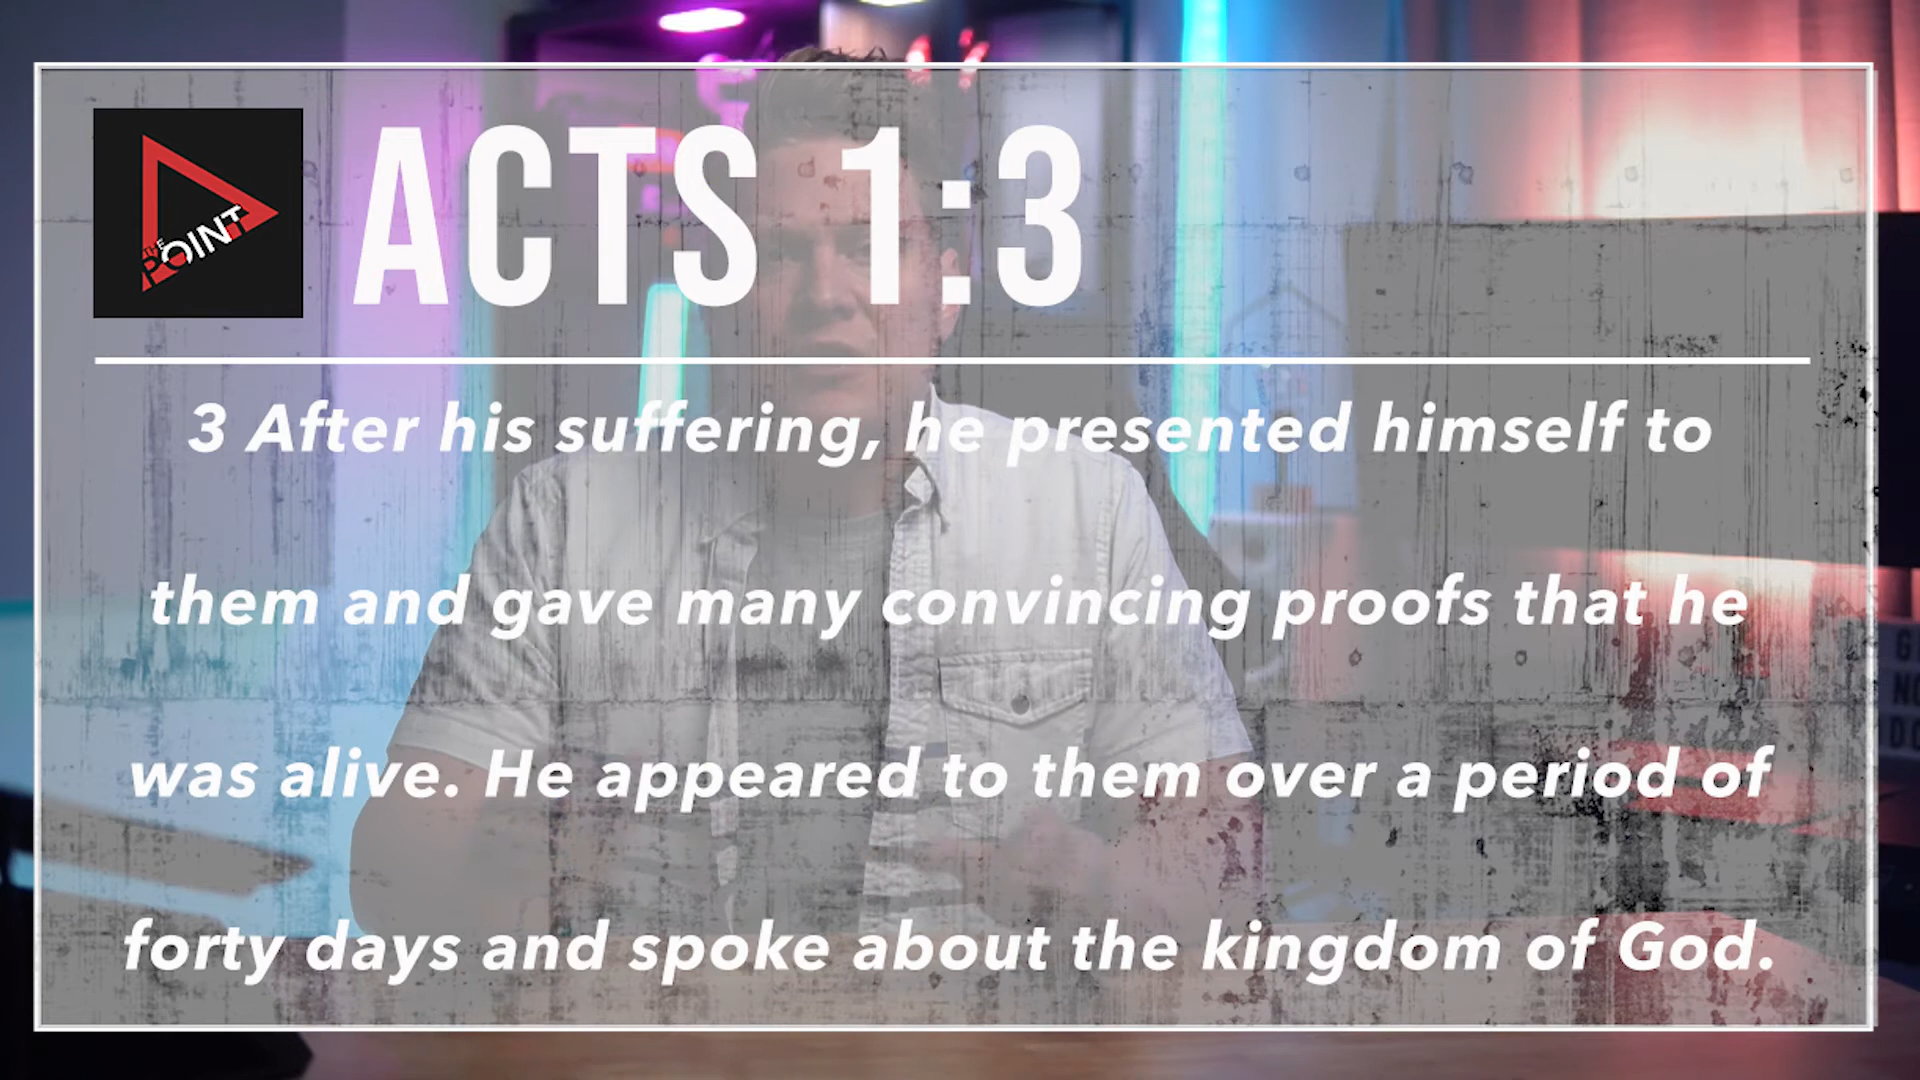 THE
POINT
ACTS 1:3
3 After his suffering, he presented himself to
them and gave many convincing proofs that he
was alive. He appeared to them over a period of
forty days and spoke about the kingdom of God.